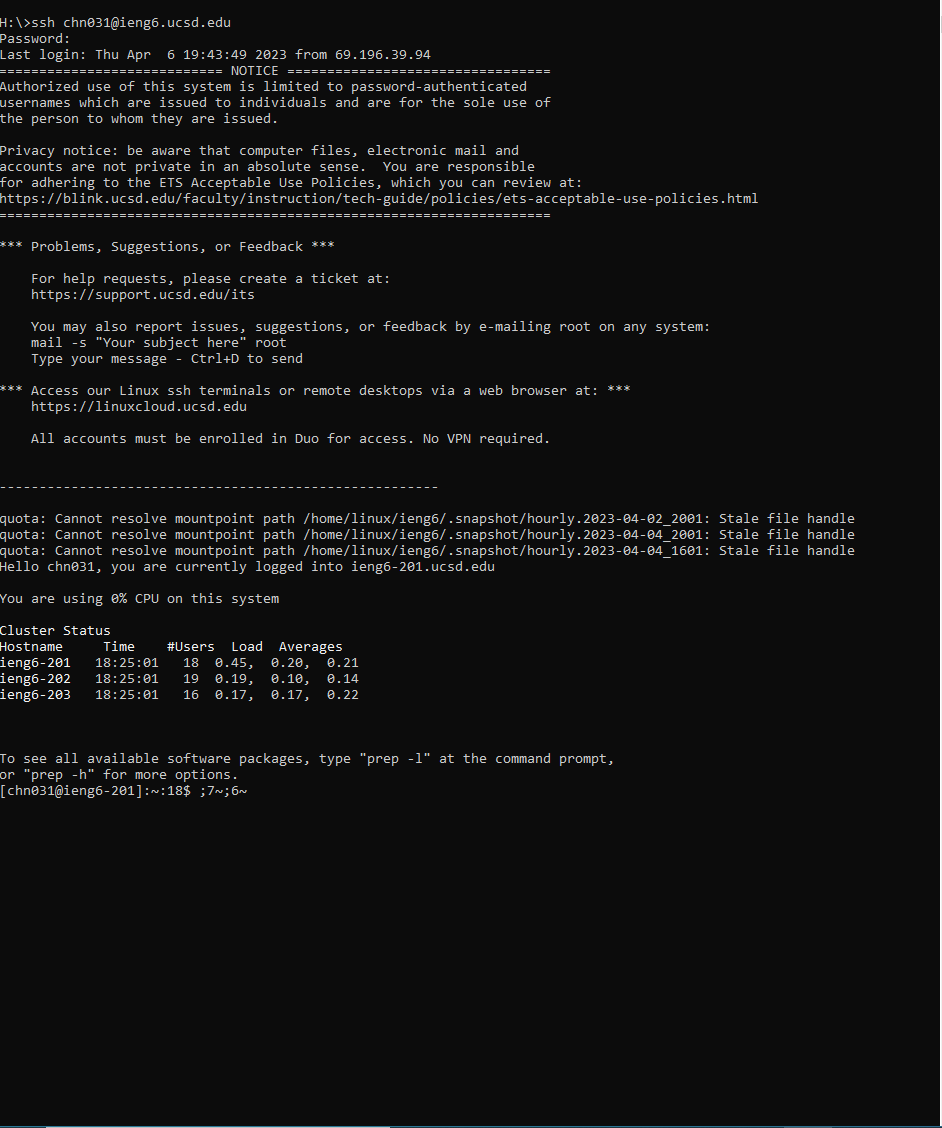 H:\>ssh chn031@ieng6.ucsd.edu
Password:
Last login: Thu Apr  6 19:43:49 2023 from 69.196.39.94
============================ NOTICE =================================
Authorized use of this system is limited to password-authenticated
usernames which are issued to individuals and are for the sole use of
the person to whom they are issued.

Privacy notice: be aware that computer files, electronic mail and
accounts are not private in an absolute sense.  You are responsible
for adhering to the ETS Acceptable Use Policies, which you can review at:
https://blink.ucsd.edu/faculty/instruction/tech-guide/policies/ets-acceptable-use-policies.html
=====================================================================

*** Problems, Suggestions, or Feedback ***

    For help requests, please create a ticket at:
    https://support.ucsd.edu/its

    You may also report issues, suggestions, or feedback by e-mailing root on any system:
    mail -s "Your subject here" root
    Type your message - Ctrl+D to send

*** Access our Linux ssh terminals or remote desktops via a web browser at: ***
    https://linuxcloud.ucsd.edu

    All accounts must be enrolled in Duo for access. No VPN required.


-------------------------------------------------------

quota: Cannot resolve mountpoint path /home/linux/ieng6/.snapshot/hourly.2023-04-02_2001: Stale file handle
quota: Cannot resolve mountpoint path /home/linux/ieng6/.snapshot/hourly.2023-04-04_2001: Stale file handle
quota: Cannot resolve mountpoint path /home/linux/ieng6/.snapshot/hourly.2023-04-04_1601: Stale file handle
Hello chn031, you are currently logged into ieng6-201.ucsd.edu

You are using 0% CPU on this system

Cluster Status
Hostname     Time    #Users  Load  Averages
ieng6-201   18:25:01   18  0.45,  0.20,  0.21
ieng6-202   18:25:01   19  0.19,  0.10,  0.14
ieng6-203   18:25:01   16  0.17,  0.17,  0.22



To see all available software packages, type "prep -l" at the command prompt,
or "prep -h" for more options.
[chn031@ieng6-201]:~:18$ ;7~;6~